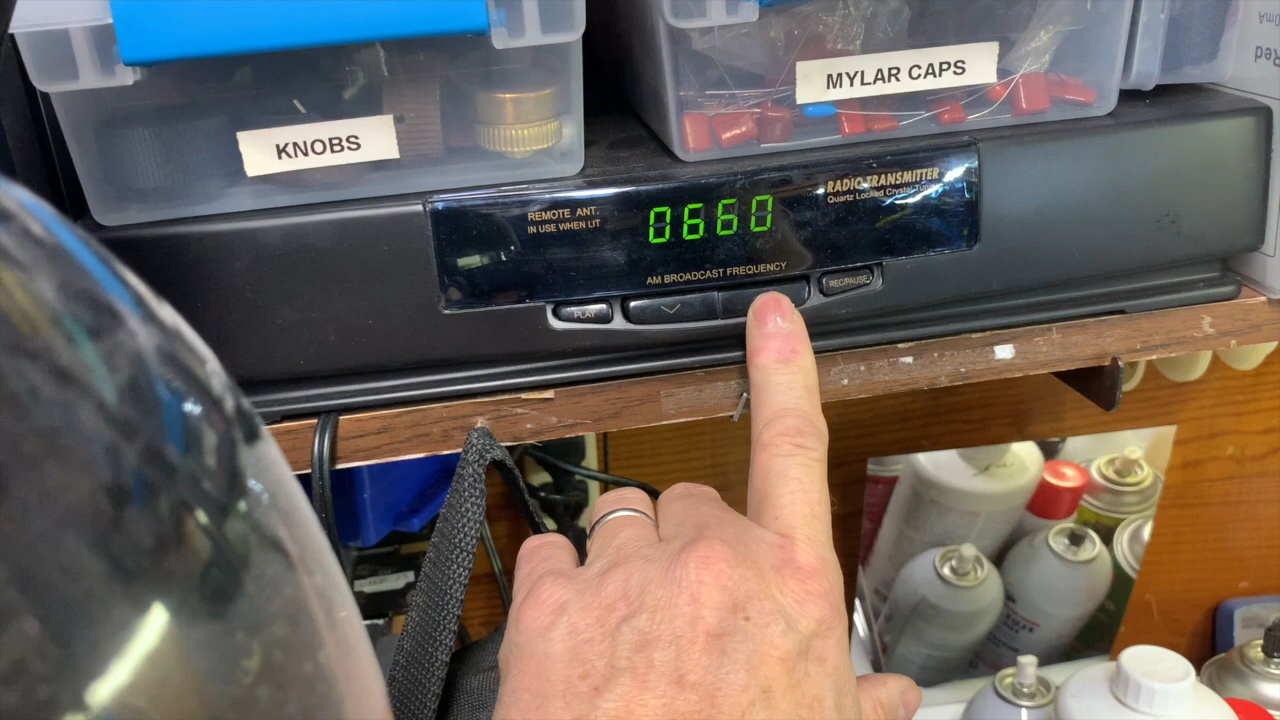 KNOBS
MYLAR CAPS
REMOTE ANT.
IN USE WHEN LIT
0660
RADIO TRANSMITTER
Quartz Locked Crystal
AM BROADCAST FREQUENCY
PLAY
REC/PAUSE
Red